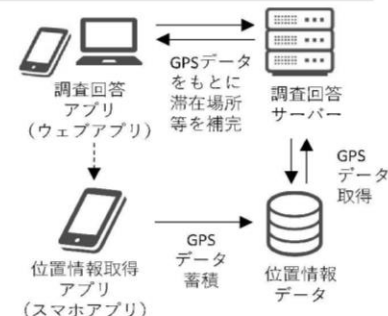 調査回答
アプリ
（ウェブアプリ）
GPSデータ
をもとに
滞在場所
等を補完
調査回答
サーバー
GPS
データ
取得
位置情報取得
アプリ
（スマホアプリ）
GPS
データ
蓄積
位置情報
データ